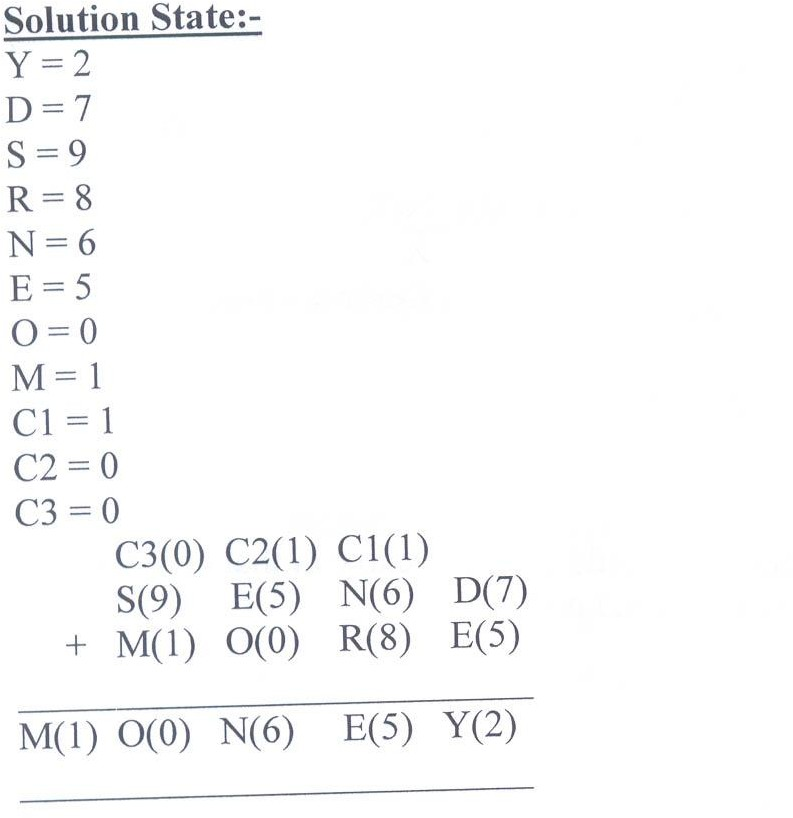 Solution State:-
Y = 2
D = 7
S = 9
R = 8
N = 6
E = 5
O = 0
M = 1
C1 = 1
C2 = 0
C3 = 0
C3(0) C2(1) C1(1)
S(9) E(5) N(6) D(7)
+ M(1) O(0) R(8) E(5)
M(1) O(0) N(6) E(5) Y(2)